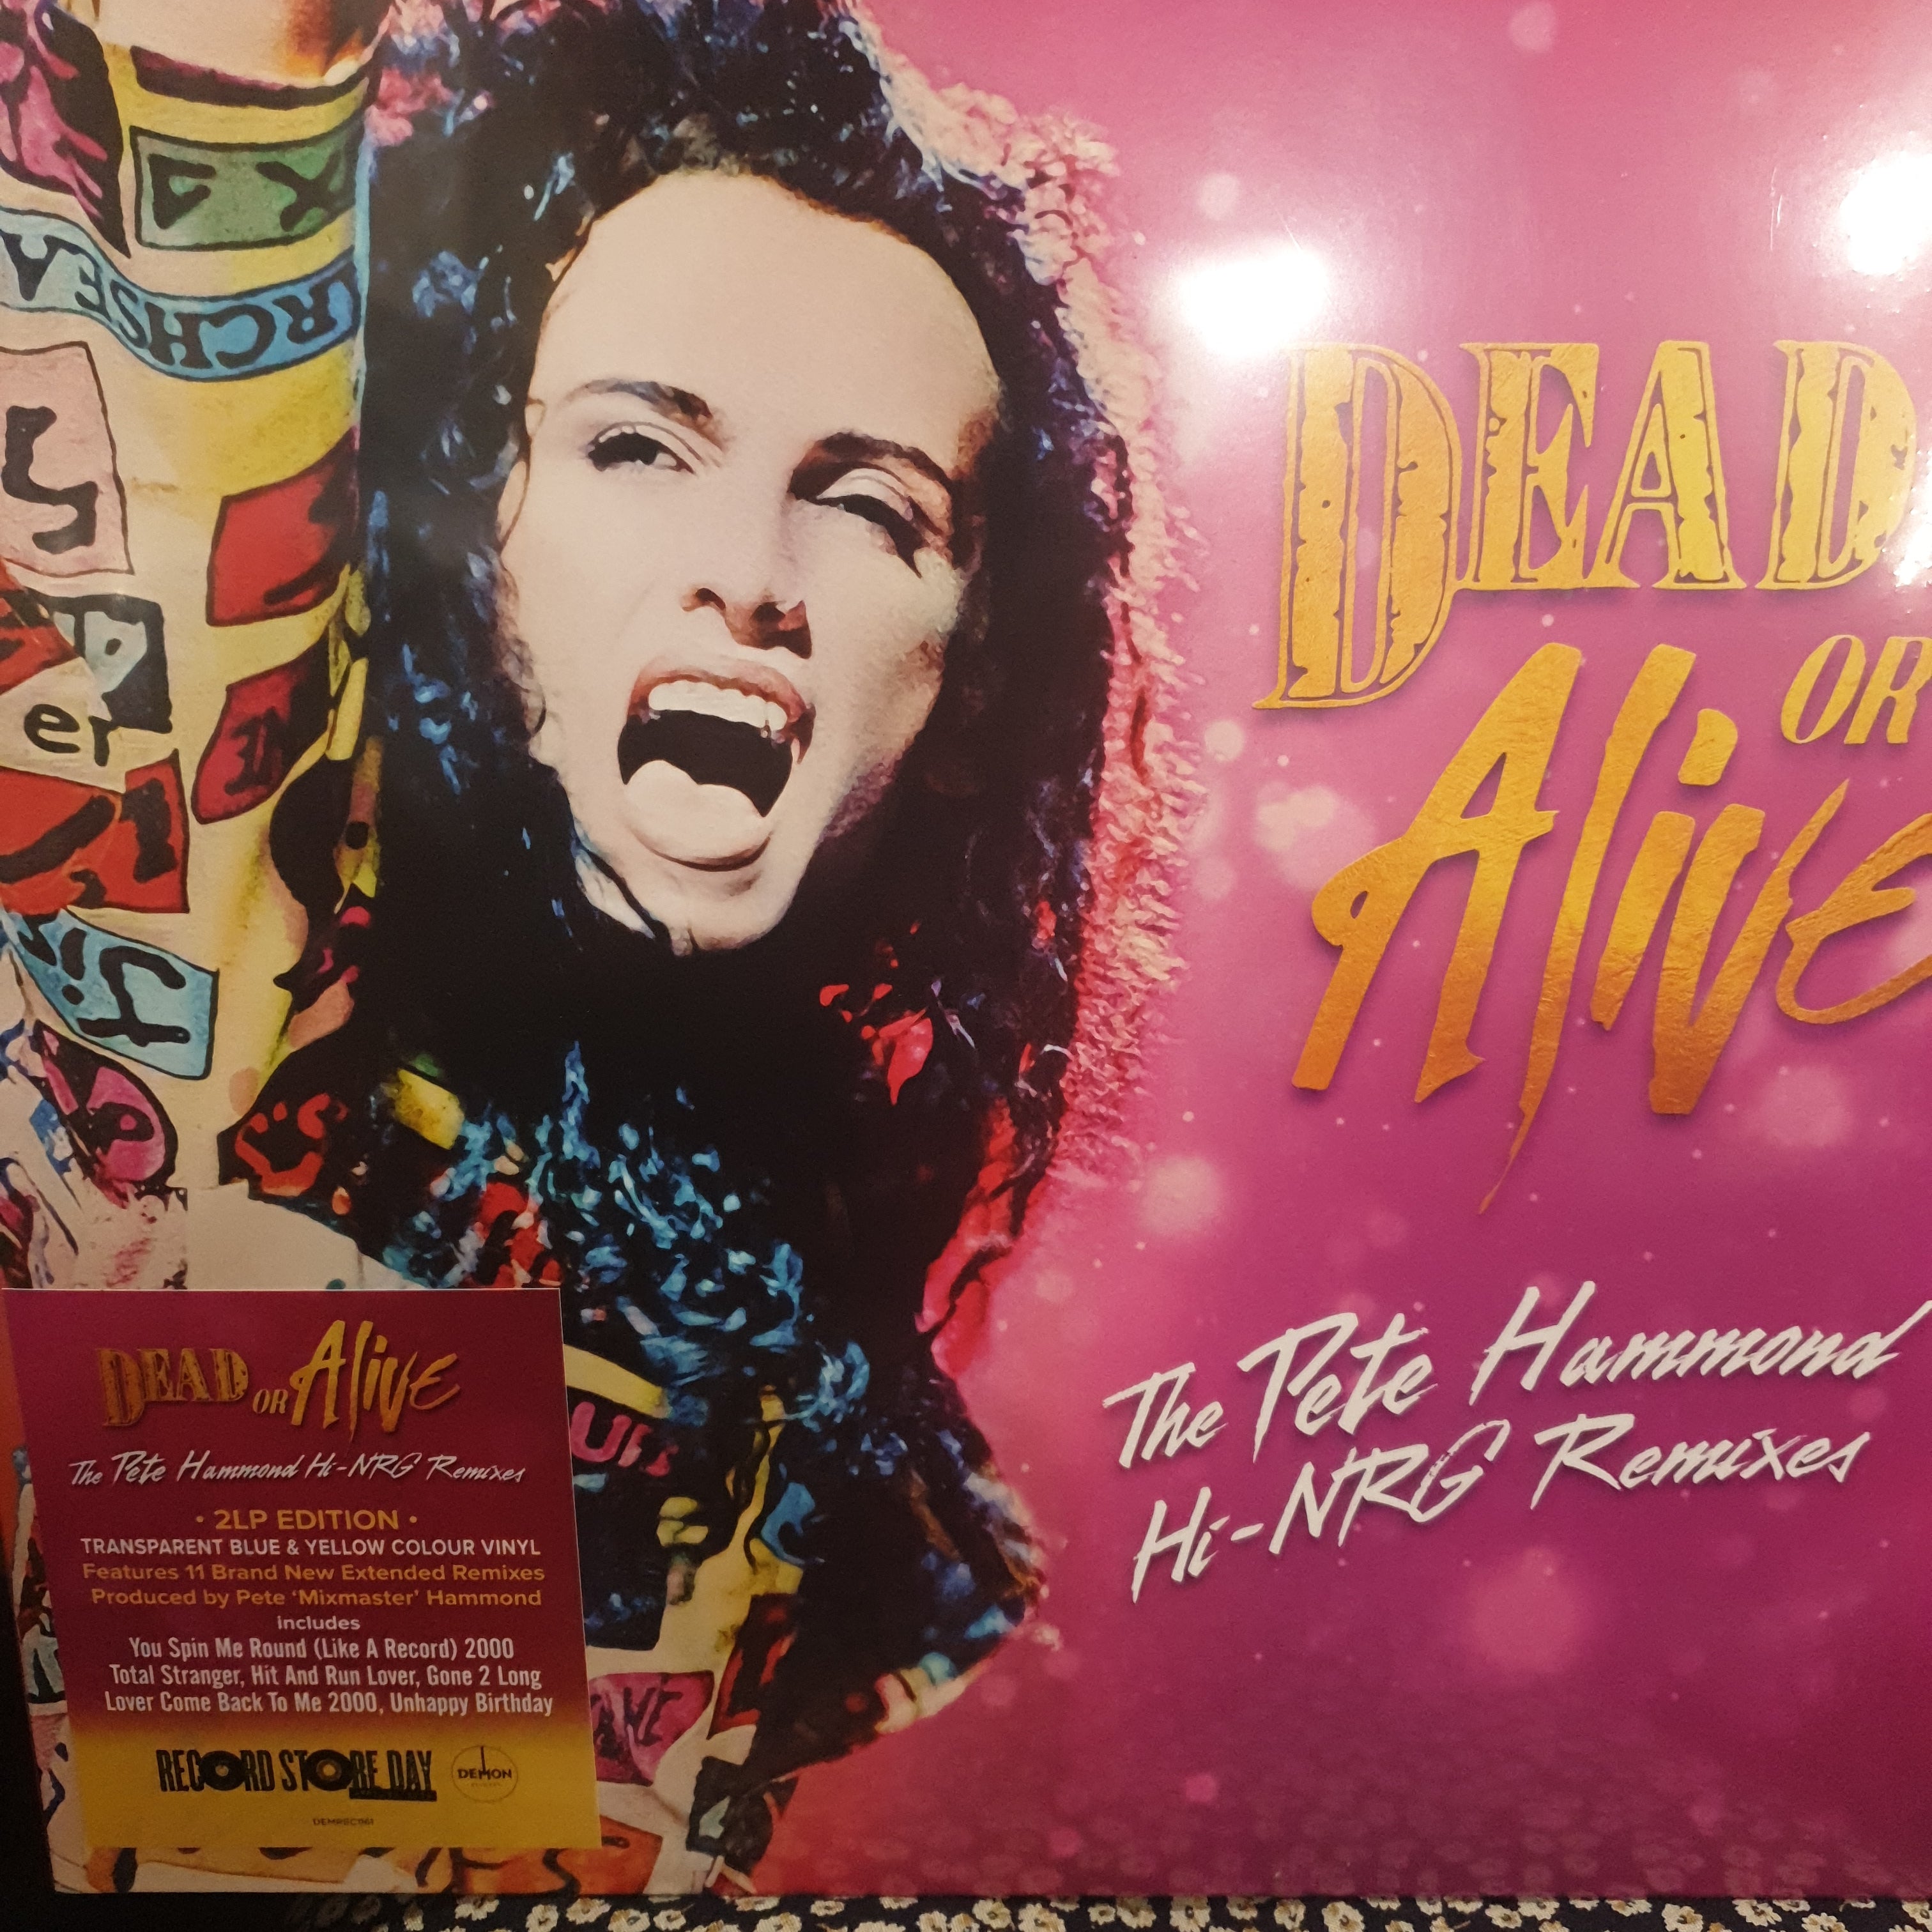 DEAD
OR
Alive
The Pete Hammond
Hi-NRG Remixes
RCHSEA
er
DEAD OR Alive
The Pete Hammond Hi-NRG Remixes
• 2LP EDITION •
TRANSPARENT BLUE & YELLOW COLOUR VINYL
Features 11 Brand New Extended Remixes
Produced by Pete 'Mixmaster' Hammond
includes
You Spin Me Round (Like A Record) 2000
Total Stranger, Hit And Run Lover, Gone 2 Long
Lover Come Back To Me 2000, Unhappy Birthday
RECORD STORE DAY
DEMON